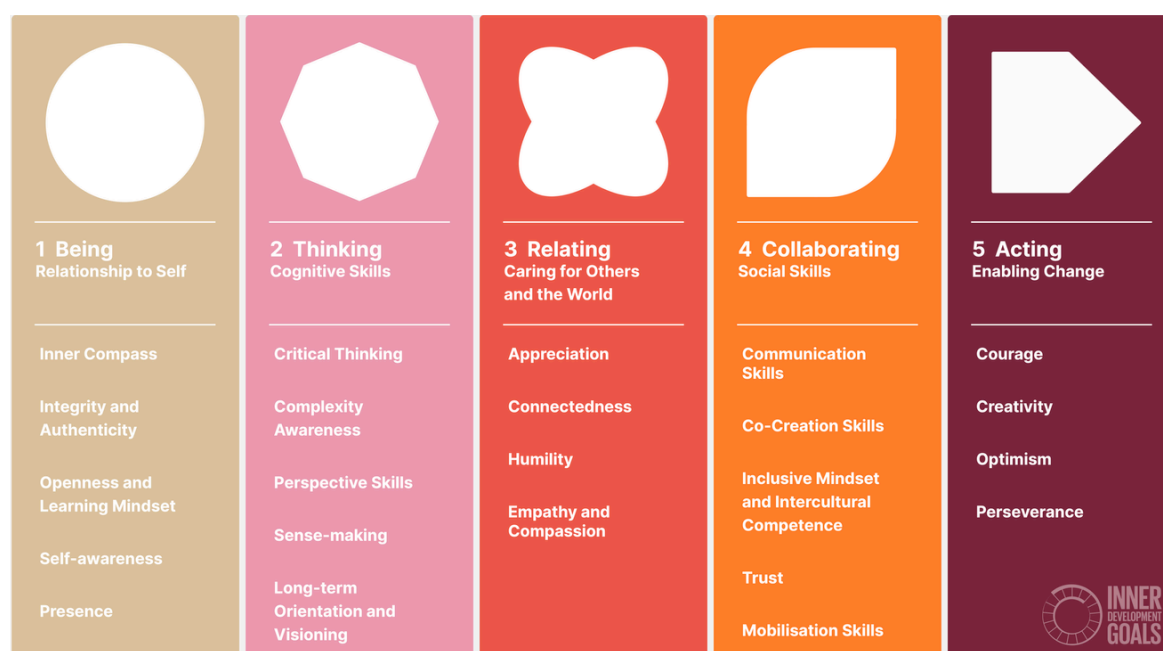 1 Being
Relationship to Self
Inner Compass
Integrity and
Authenticity
Openness and
Learning Mindset
Self-awareness
Presence
2 Thinking
Cognitive Skills
Critical Thinking
Complexity
Awareness
Perspective Skills
Sense-making
Long-term
Orientation and
Visioning
3 Relating
Caring for Others
and the World
Appreciation
Connectedness
Humility
Empathy and
Compassion
4 Collaborating
Social Skills
Communication
Skills
Co-Creation Skills
Inclusive Mindset
and Intercultural
Competence
Trust
Mobilisation Skills
5 Acting
Enabling Change
Courage
Creativity
Optimism
Perseverance
INNER
DEVELOPMENT
GOALS